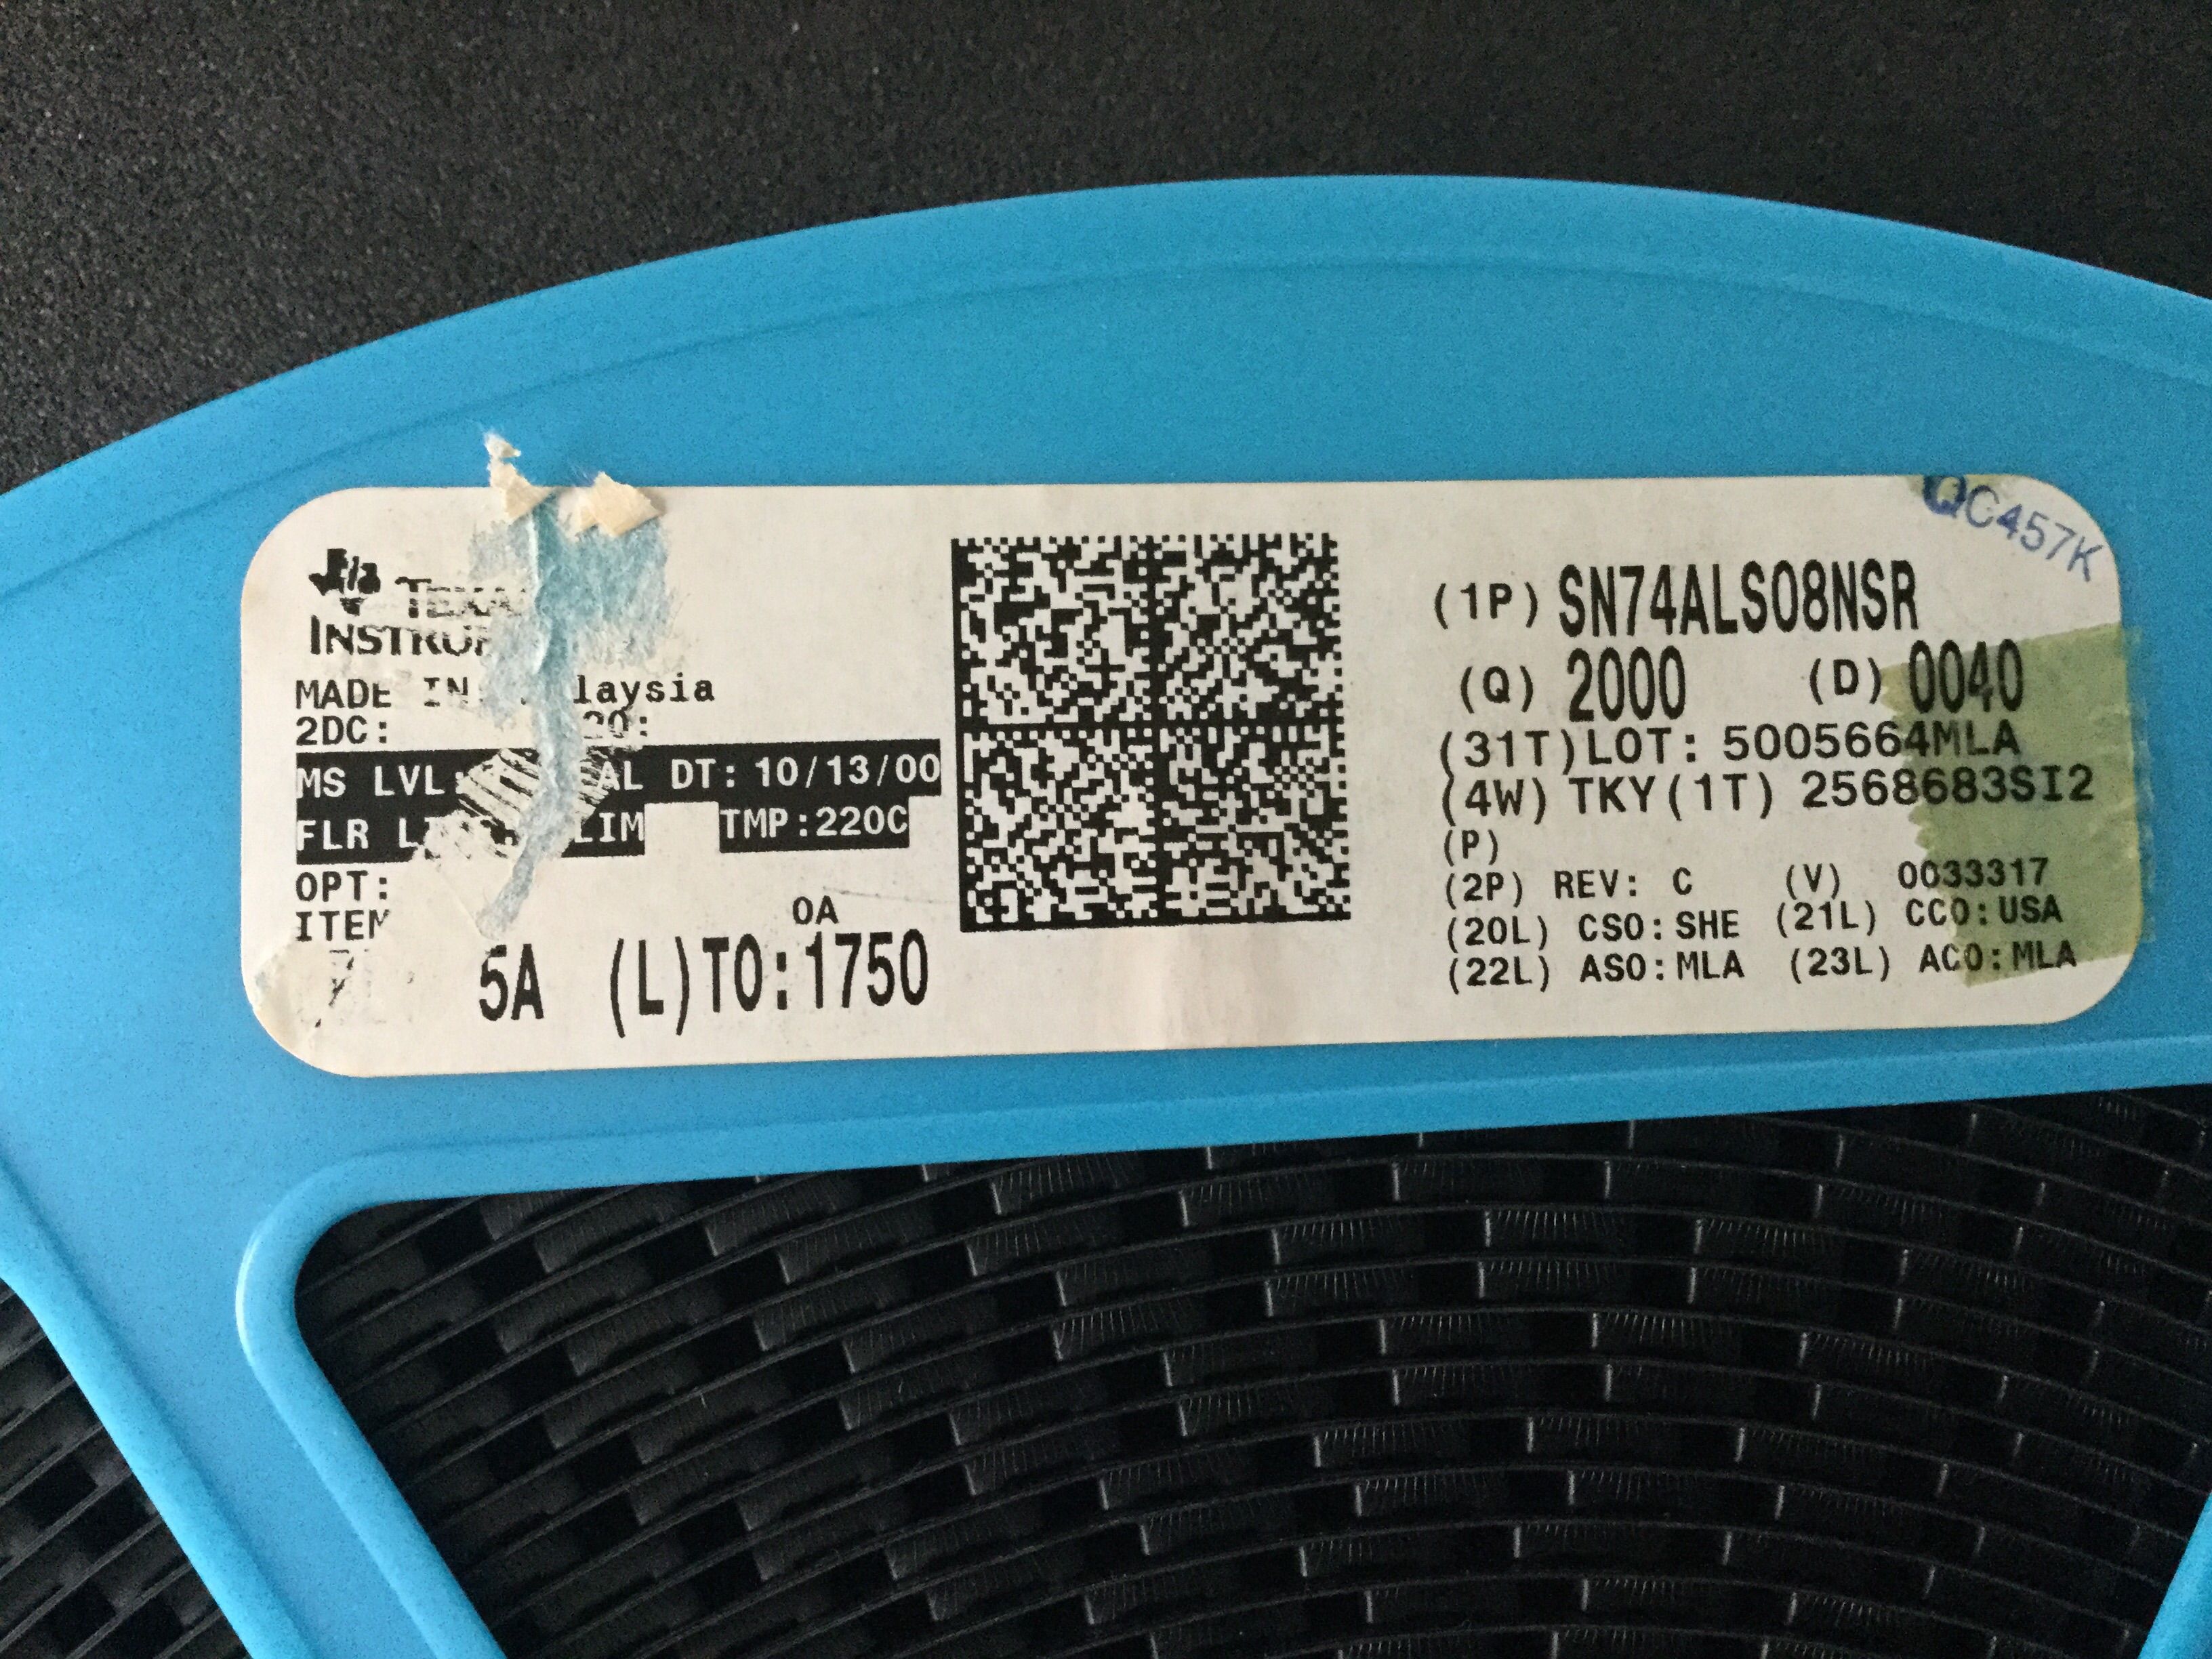 TEXA
INSTRU
MADE IN: laysia
2DC: 20:
MS LVL: AL DT: 10/13/00
FLR LIM
TMP:220C
OPT:
ITEM
0A
5A (L)TO:1750
QC457K
(1P) SN74ALS08NSR
(Q) 2000 (D) 0040
(31T)LOT: 5005664MLA
(4W) TKY(1T) 2568683SI2
(P)
(2P) REV: C (V) 0033317
(20L) CSO:SHE (21L) CCO:USA
(22L) ASO:MLA (23L) ACO:MLA